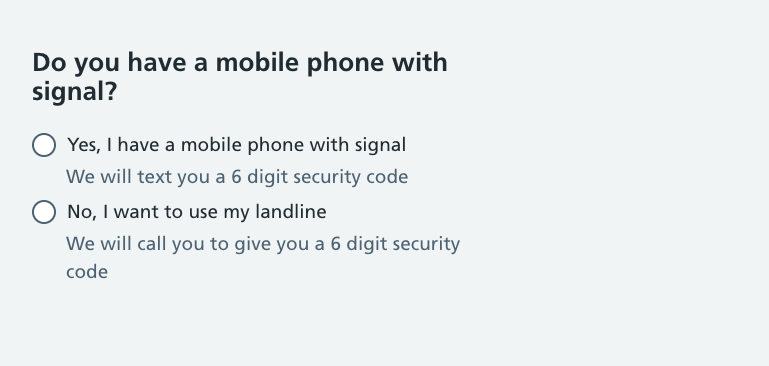 Do you have a mobile phone with
signal?
Yes, I have a mobile phone with signal
We will text you a 6 digit security code
No, I want to use my landline
We will call you to give you a 6 digit security
code